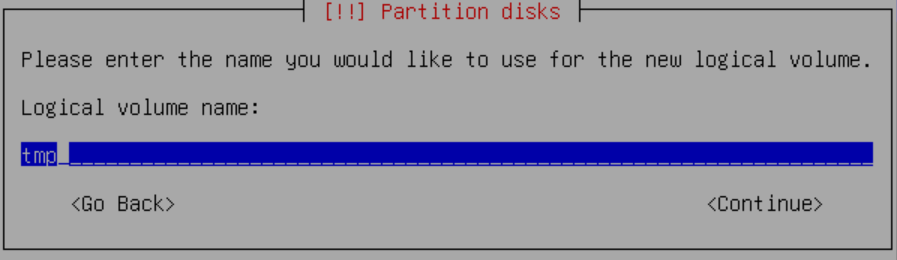 [!!] Partition disks
Please enter the name you would like to use for the new logical volume.
Logical volume name:
tmp
<Go Back> <Continue>